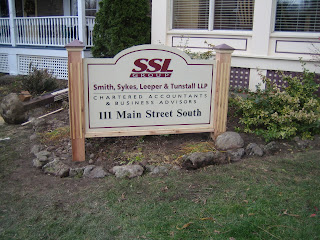 SSL
GROUP
Smith, Sykes, Leeper & Tunstall LLP
CHARTERED ACCOUNTANTS
& BUSINESS ADVISORS
111 Main Street South